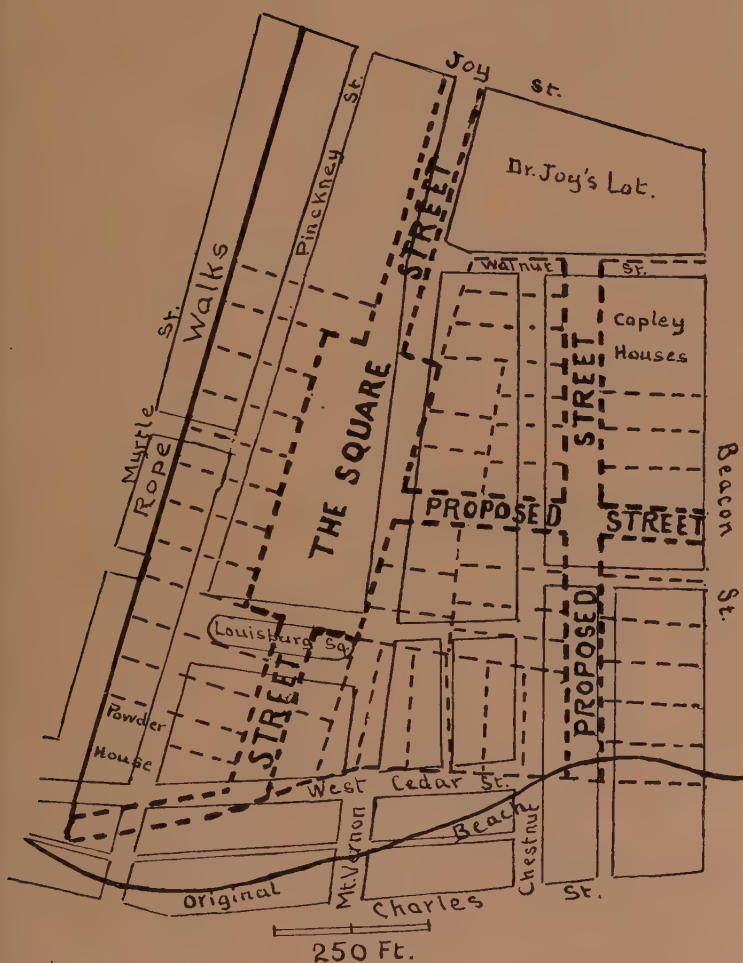 Joy St.
Dr. Joy's Lot.
Pinckney St.
STREET
Walnut St.
Copley
Houses
STREET
Myrtle St.
Rope Walks
THE SQUARE
Beacon St.
PROPOSED STREET
PROPOSED
Louisburg Sq.
STREET
Powder
House
West Cedar St.
Mt. Vernon
Beach
Chestnut
Original
Charles St.
250 Ft.